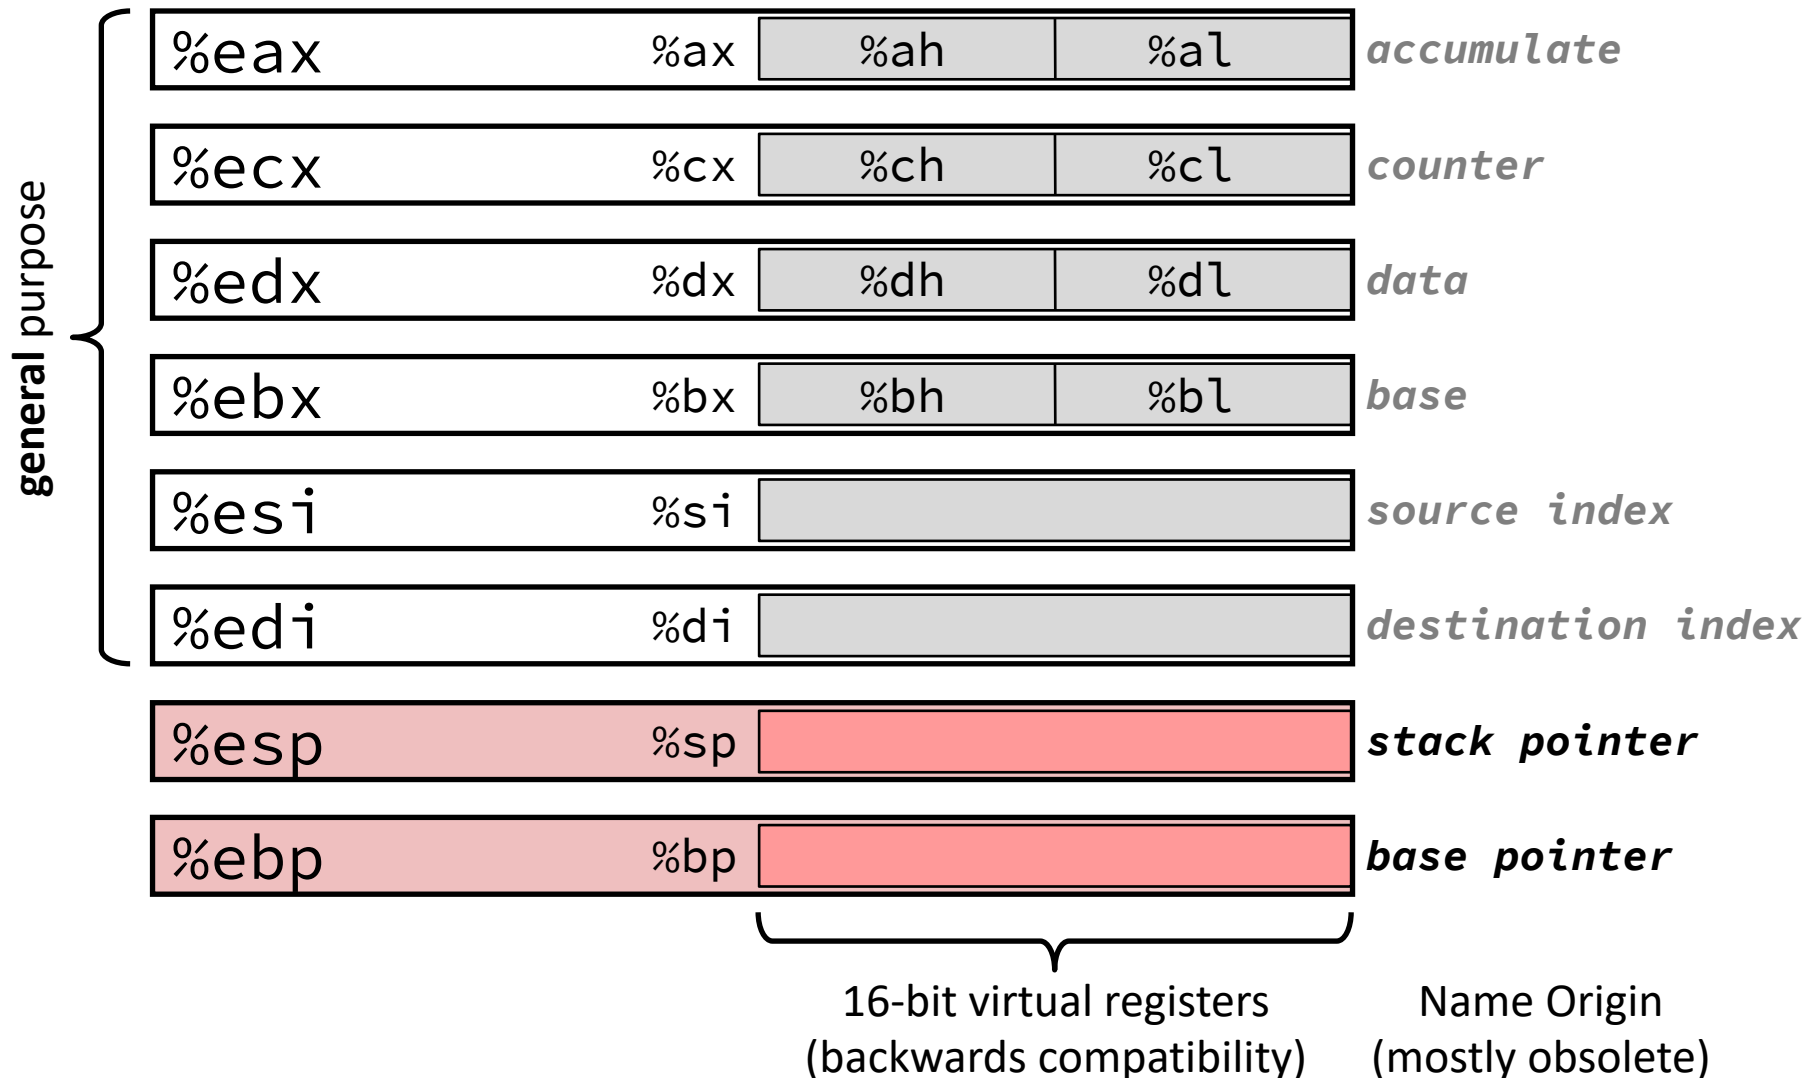 general purpose
%eax %ax %ah %al accumulate
%ecx %cx %ch %cl counter
%edx %dx %dh %dl data
%ebx %bx %bh %bl base
%esi %si source index
%edi %di destination index
%esp %sp stack pointer
%ebp %bp base pointer
16-bit virtual registers
(backwards compatibility)
Name Origin
(mostly obsolete)